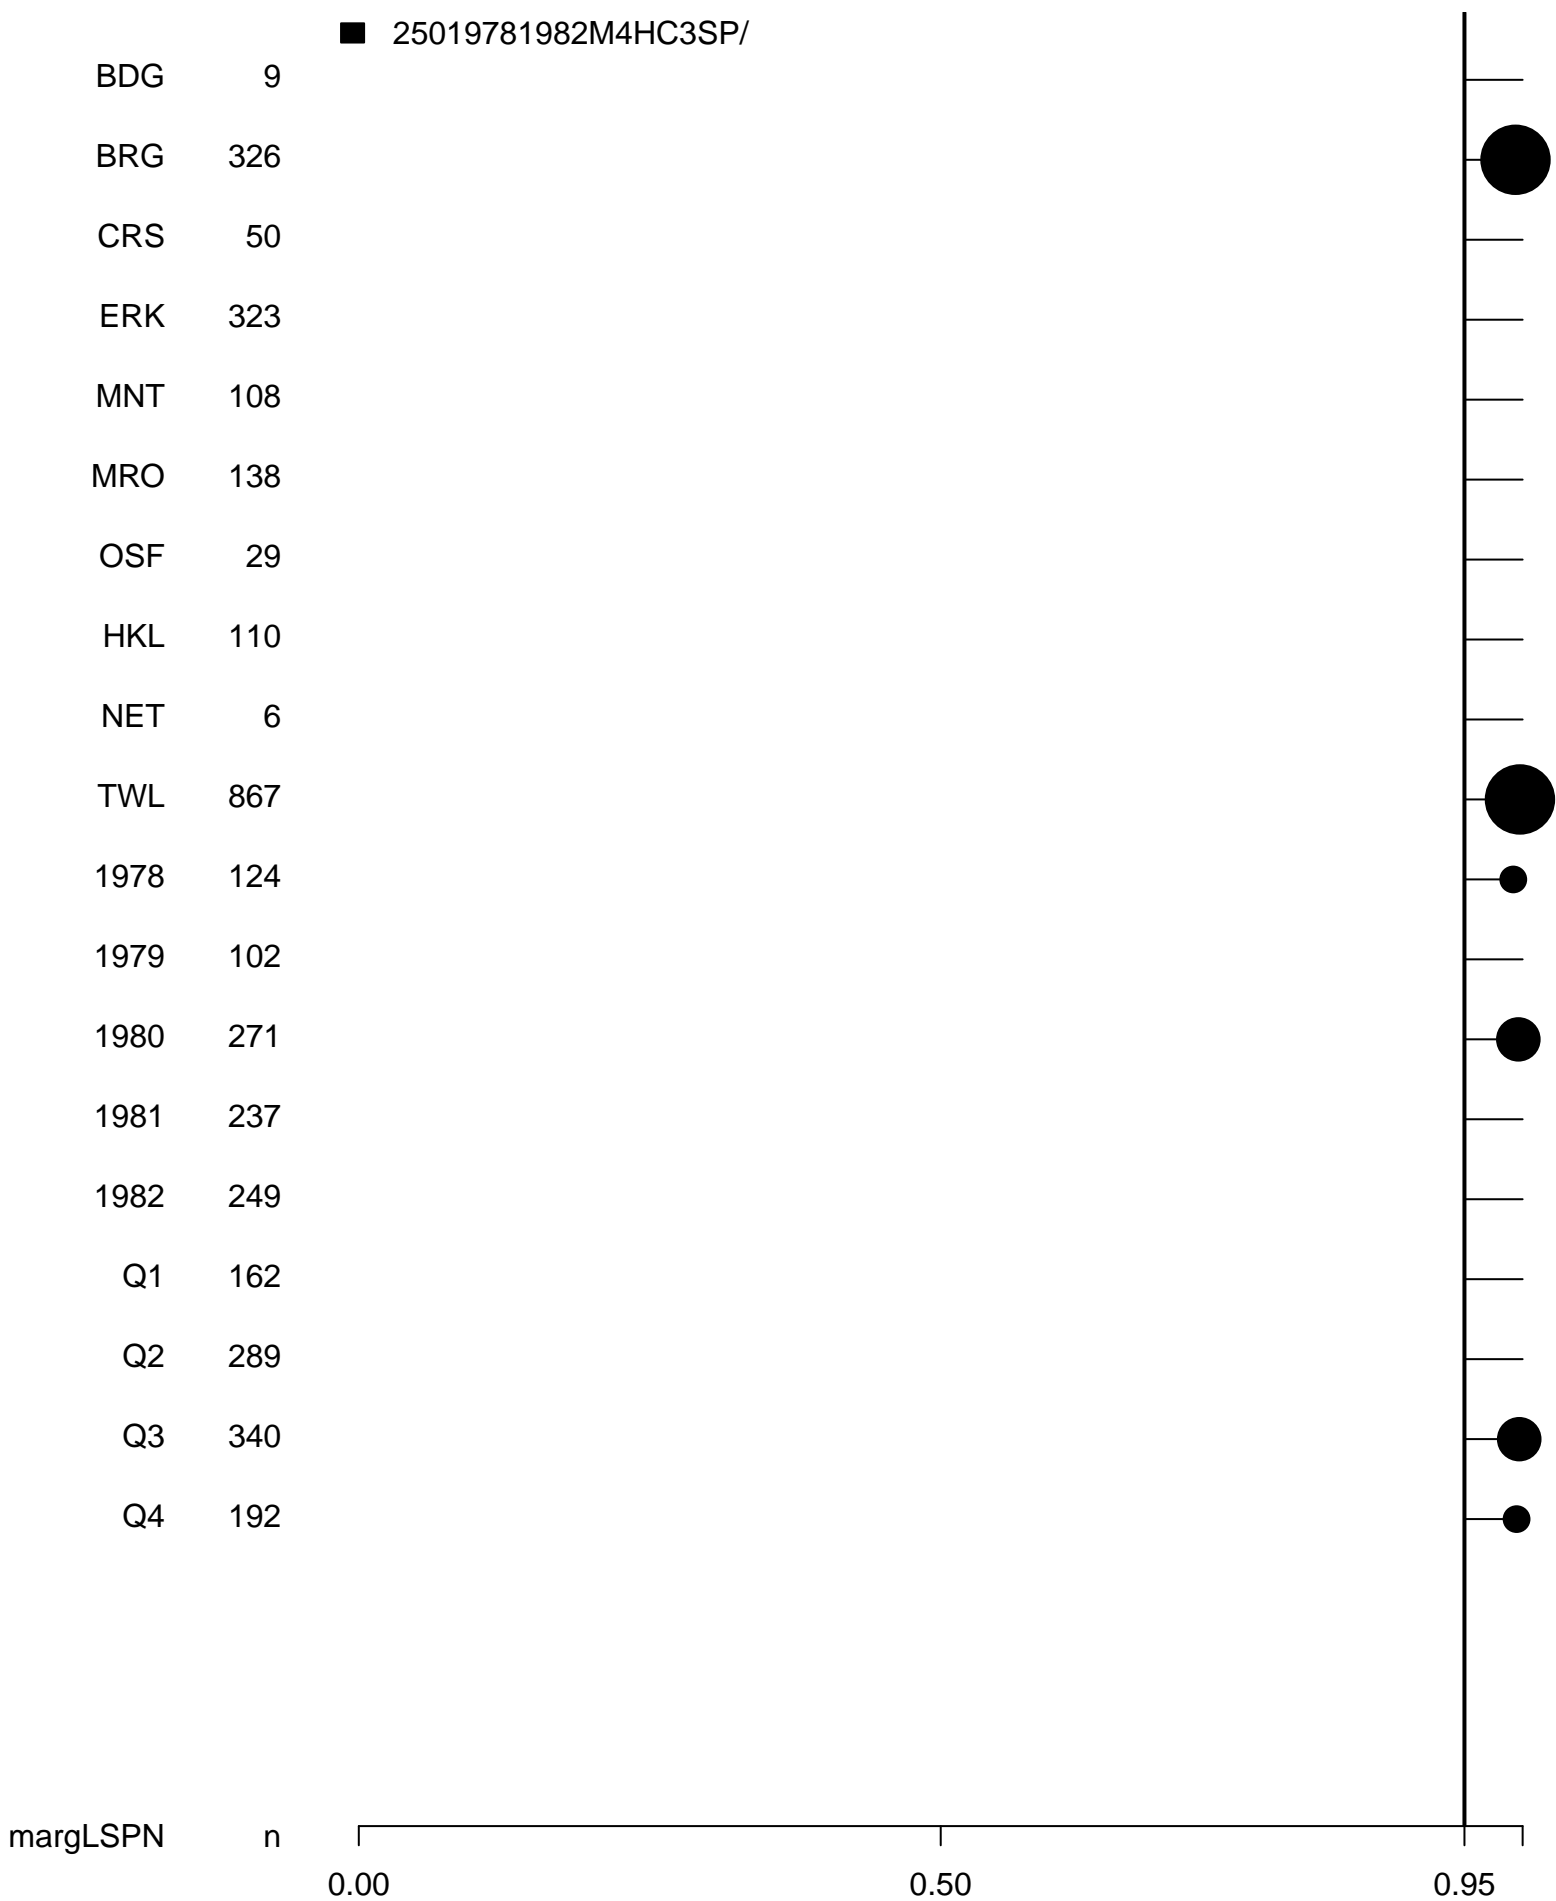 25019781982M4HC3SP/
BDG 9
BRG 326
CRS 50
ERK 323
MNT 108
MRO 138
OSF 29
HKL 110
NET 6
TWL 867
1978 124
1979 102
1980 271
1981 237
1982 249
Q1 162
Q2 289
Q3 340
Q4 192
margLSPN n
0.00 0.50 0.95